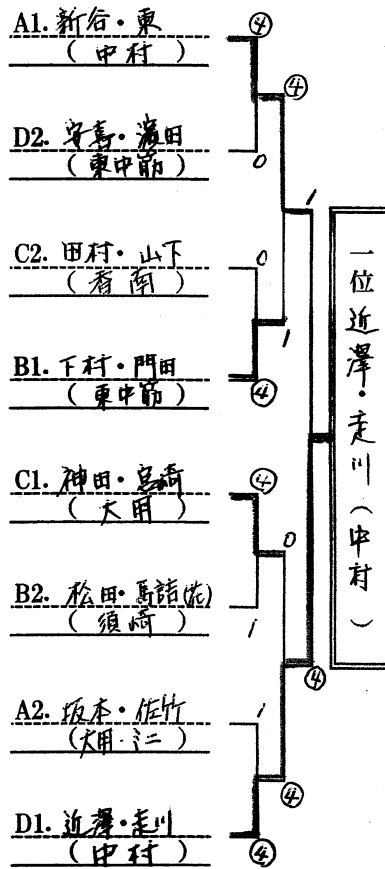 A1. 新谷・東
（中村）
④
④
D2. 安喜・濵田
（東中筋）
0
1
C2. 田村・山下
（香南）
0
1
B1. 下村・門田
（東中筋）
④
C1. 神田・宮崎
（大用）
④
0
B2. 松田・馬詰(花)
（須崎）
1
④
A2. 坂本・佐竹
（大用・
1
④
D1. 近澤・走川
（中村）
④
一位 近澤・走川（中村）